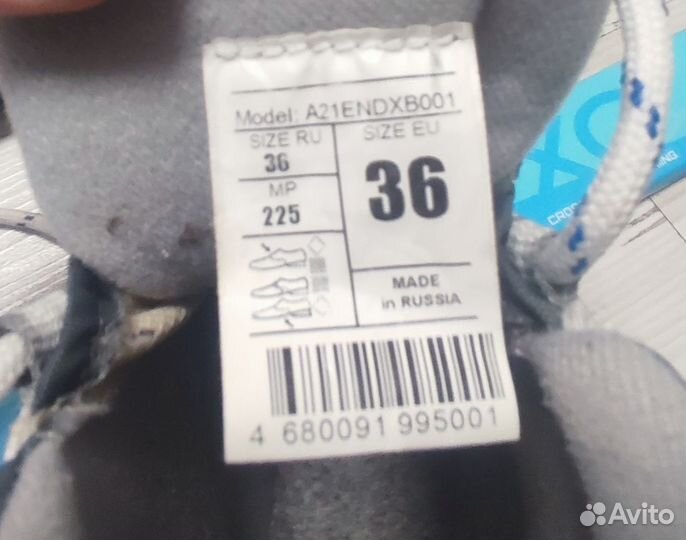 Model: A21ENDXB001
SIZE RU
36
MP
225
SIZE EU
36
MADE
in RUSSIA
4 680091 995001
Avito